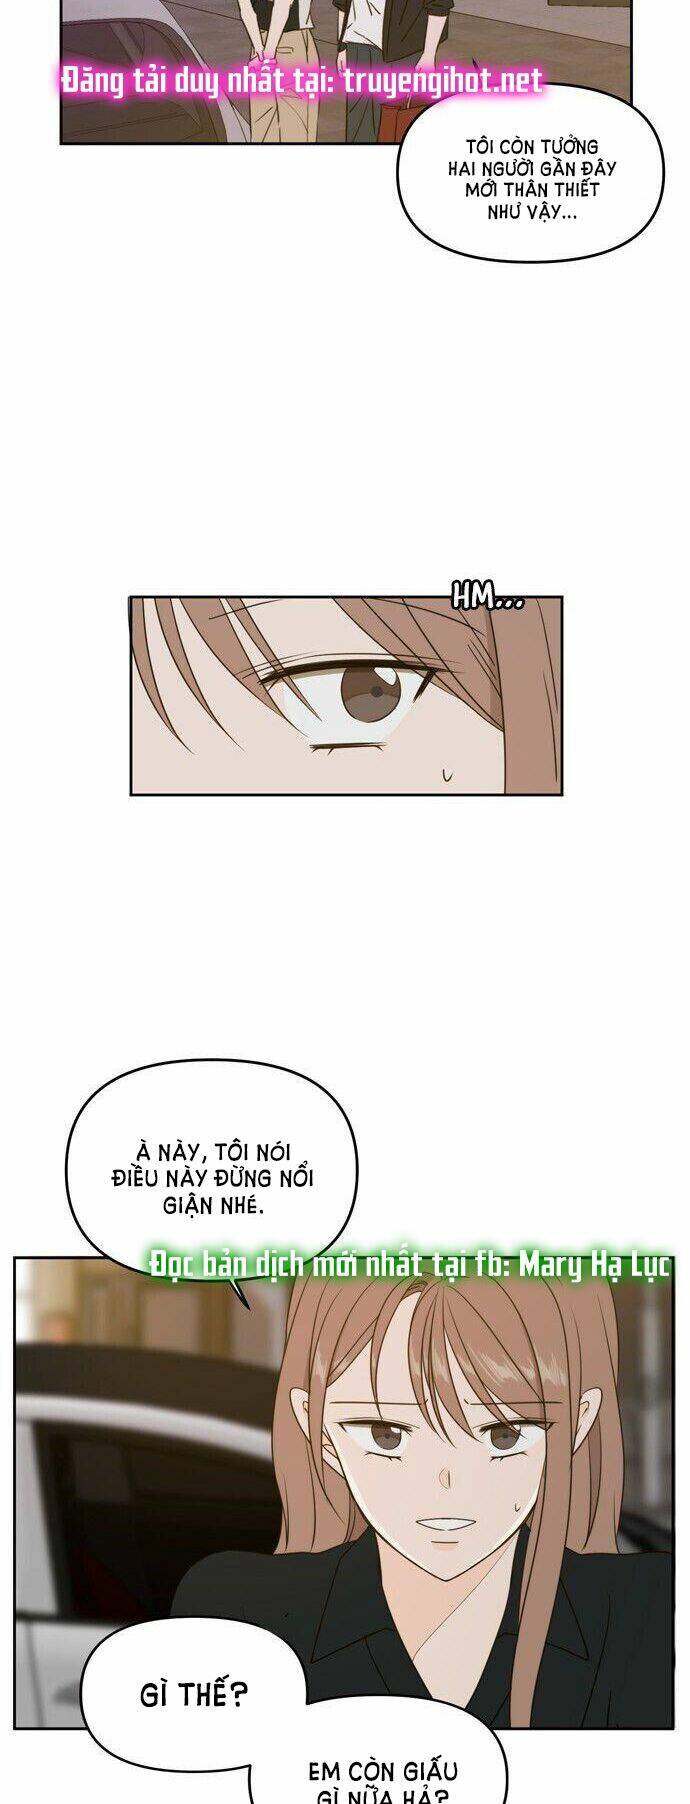 Đăng tải duy nhất tại: truyengihot.net
TÔI CÒN TƯỞNG
HAI NGƯỜI GẦN ĐÂY
MỚI THÂN THIẾT
NHƯ VẬY...
HM...
À NÀY, TÔI NÓI
ĐIỀU NÀY ĐỪNG NỔI
GIẬN NHÉ.
Đọc bản dịch mới nhất tại fb: Mary Hạ Lục
GÌ THẾ?
EM CÒN GIẤU
GÌ NỮA HẢ?